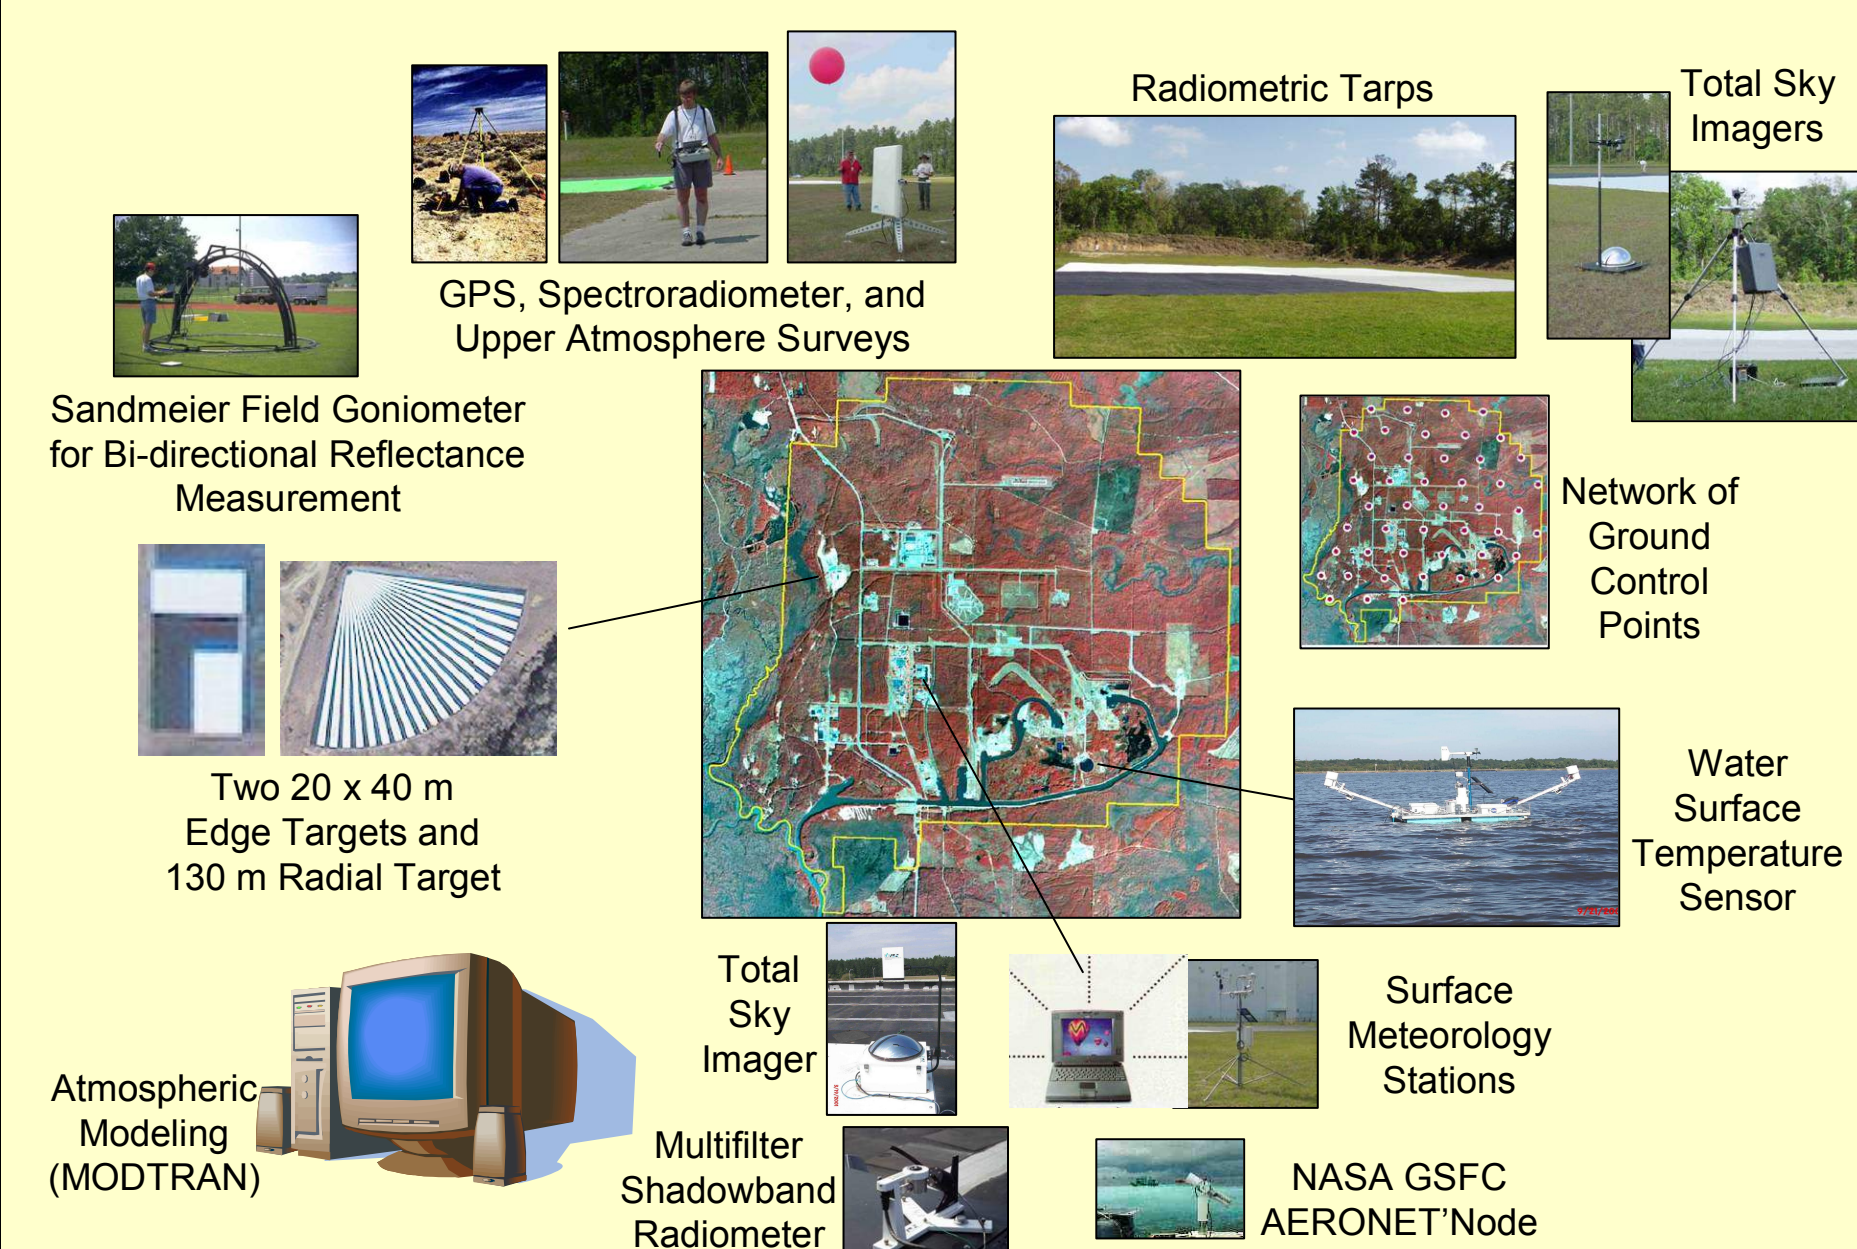 Radiometric Tarps
Total Sky
Imagers
GPS, Spectroradiometer, and
Upper Atmosphere Surveys
Sandmeier Field Goniometer
for Bi-directional Reflectance
Measurement
Network of
Ground
Control
Points
Two 20 x 40 m
Edge Targets and
130 m Radial Target
Water
Surface
Temperature
Sensor
Total
Sky
Imager
Surface
Meteorology
Stations
Atmospheric
Modeling
(MODTRAN)
Multifilter
Shadowband
Radiometer
NASA GSFC
AERONET'Node